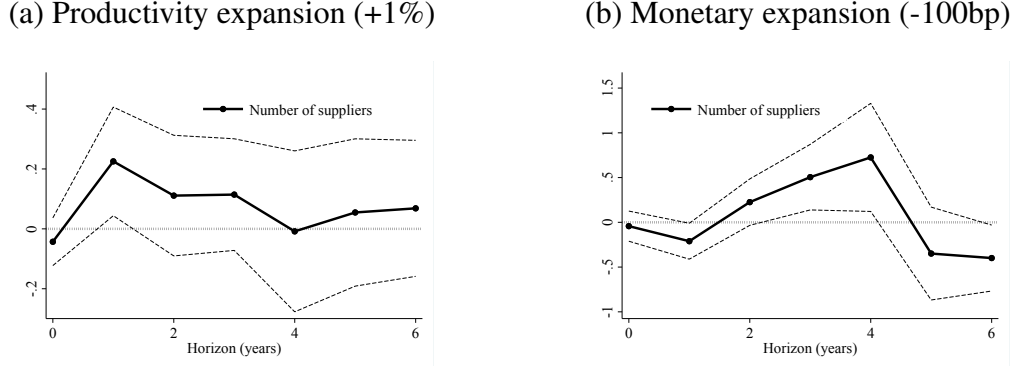 (a) Productivity expansion (+1%)
.4
.2
0
-.2
Number of suppliers
0 2 4 6
Horizon (years)
(b) Monetary expansion (-100bp)
1.5
1
.5
0
-.5
-1
Number of suppliers
0 2 4 6
Horizon (years)